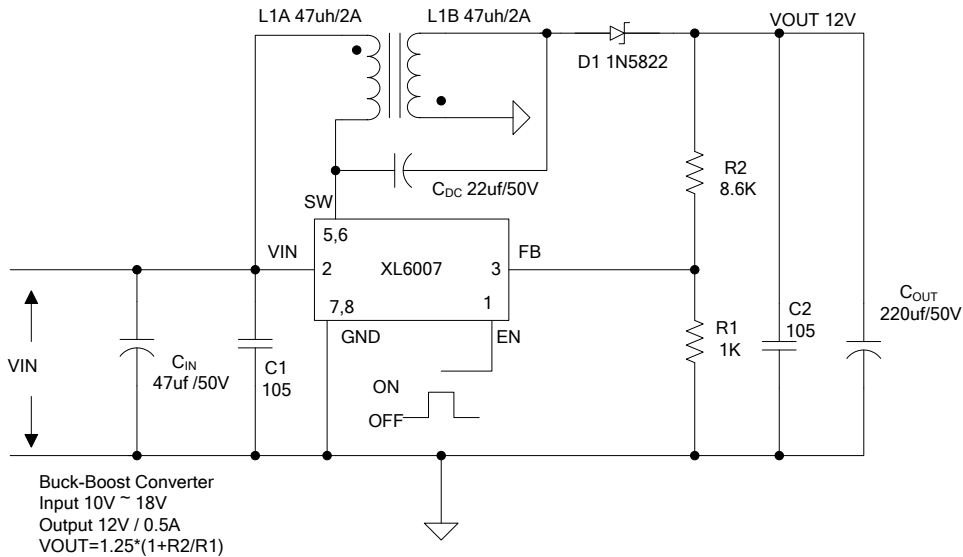 L1A 47uh/2A
L1B 47uh/2A
VOUT 12V
D1 1N5822
R2
8.6K
CDC 22uf/50V
SW
5,6
VIN
FB
2
XL6007
3
7,8
1
GND
EN
VIN
CIN
47uf /50V
C1
105
R1
1K
C2
105
COUT
220uf/50V
ON
OFF
Buck-Boost Converter
Input 10V ~ 18V
Output 12V / 0.5A
VOUT=1.25*(1+R2/R1)